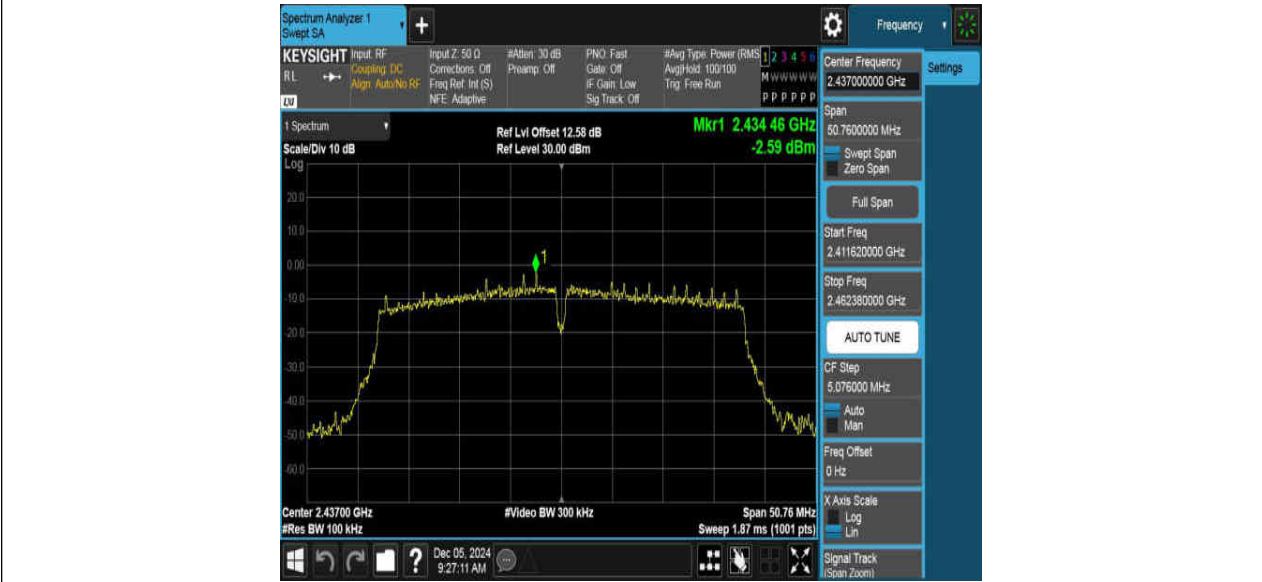 Spectrum Analyzer 1
Swept SA
+
Frequency
KEYSIGHT
RL
Input: RF
Coupling: DC
Align: Auto/No RF
Input Z: 50 Ω
Corrections: Off
Freq Ref: Int (S)
NFE: Adaptive
#Atten: 30 dB
Preamp: Off
PNO: Fast
Gate: Off
IF Gain: Low
Sig Track: Off
#Avg Type: Power (RMS
Avg|Hold: 100/100
Trig: Free Run
1 2 3 4 5 6
M W W W W W
P P P P P P
1 Spectrum
Scale/Div 10 dB
Log
Ref Lvl Offset 12.58 dB
Ref Level 30.00 dBm
Mkr1 2.434 46 GHz
-2.59 dBm
20.0
10.0
0.00
-10.0
-20.0
-30.0
-40.0
-50.0
-60.0
1
Center 2.43700 GHz
#Res BW 100 kHz
#Video BW 300 kHz
Span 50.76 MHz
Sweep 1.87 ms (1001 pts)
?
Dec 05, 2024
9:27:11 AM
Center Frequency
2.437000000 GHz
Settings
Span
50.7600000 MHz
Swept Span
Zero Span
Full Span
Start Freq
2.411620000 GHz
Stop Freq
2.462380000 GHz
AUTO TUNE
CF Step
5.076000 MHz
Auto
Man
Freq Offset
0 Hz
X Axis Scale
Log
Lin
Signal Track
(Span Zoom)